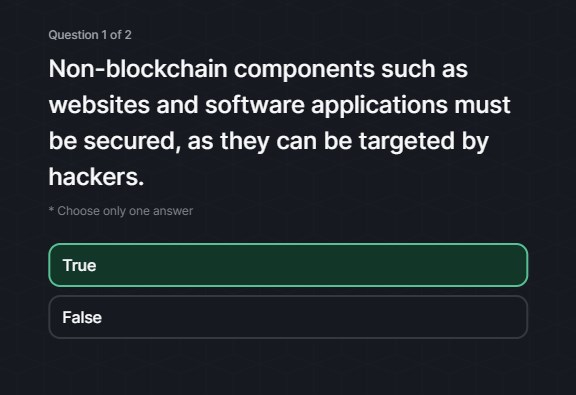 Question 1 of 2
Non-blockchain components such as
websites and software applications must
be secured, as they can be targeted by
hackers.
* Choose only one answer
True
False